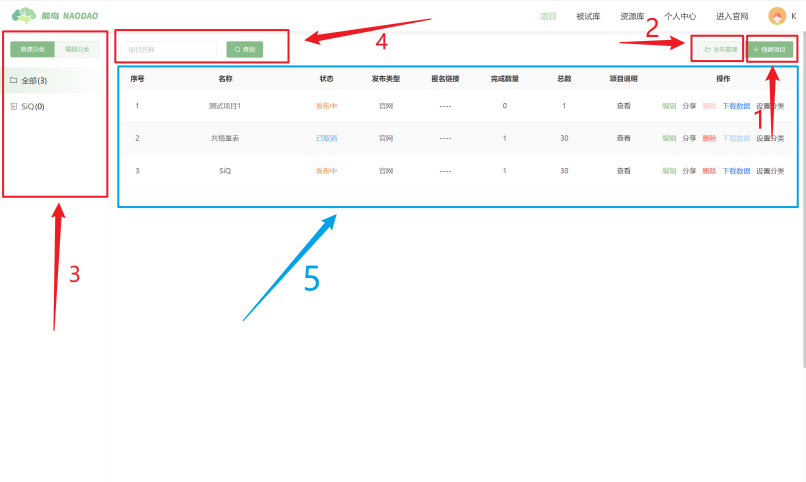 脑岛 NAODAO
项目 被试库 资源库 个人中心 进入官网 K
新建分类 编辑分类
项目名称 查询
发布管理 + 创建项目
全部(3)
SiQ(0)
序号 名称 状态 发布类型 匿名链接 完成数量 总数 项目说明 操作
1 测试项目1 发布中 官网 ---- 0 1 查看 编辑 分享 删除 下载数据 设置分类
2 共情量表 已取消 官网 ---- 1 30 查看 编辑 分享 删除 下载数据 设置分类
3 SiQ 发布中 官网 ---- 1 30 查看 编辑 分享 删除 下载数据 设置分类
1
2
3
4
5